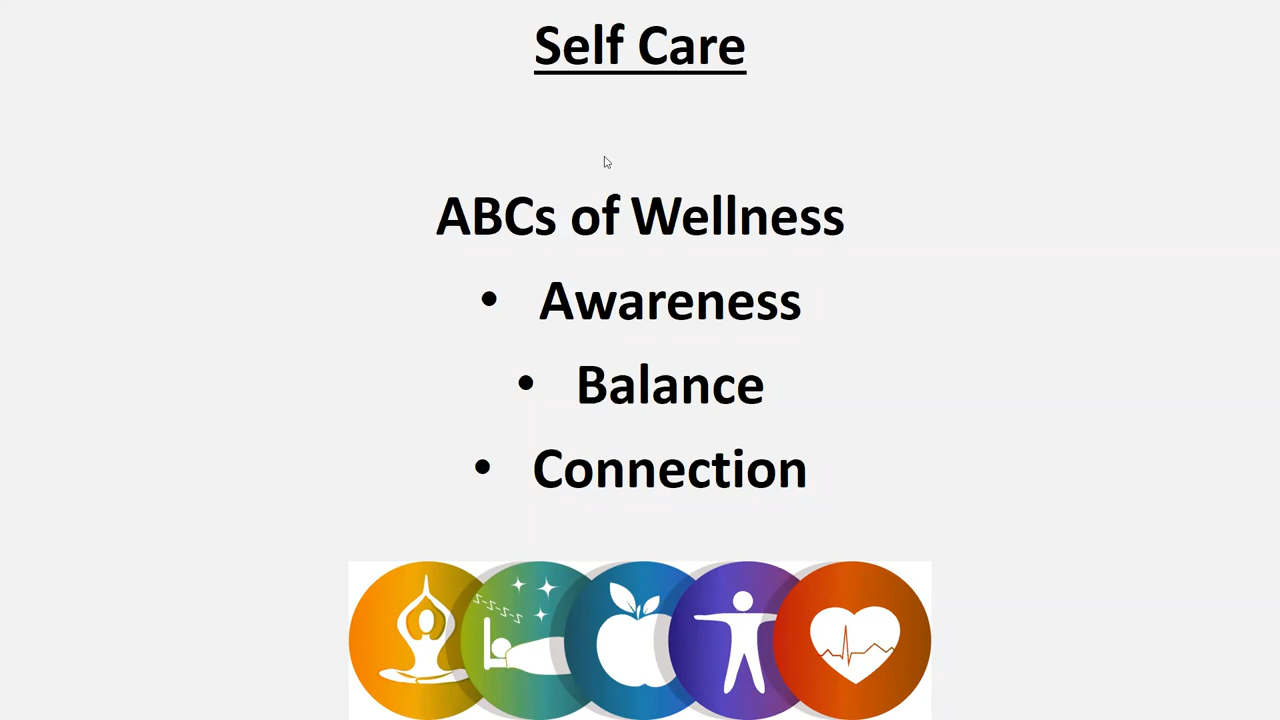 Self Care
ABCs of Wellness
• Awareness
• Balance
• Connection